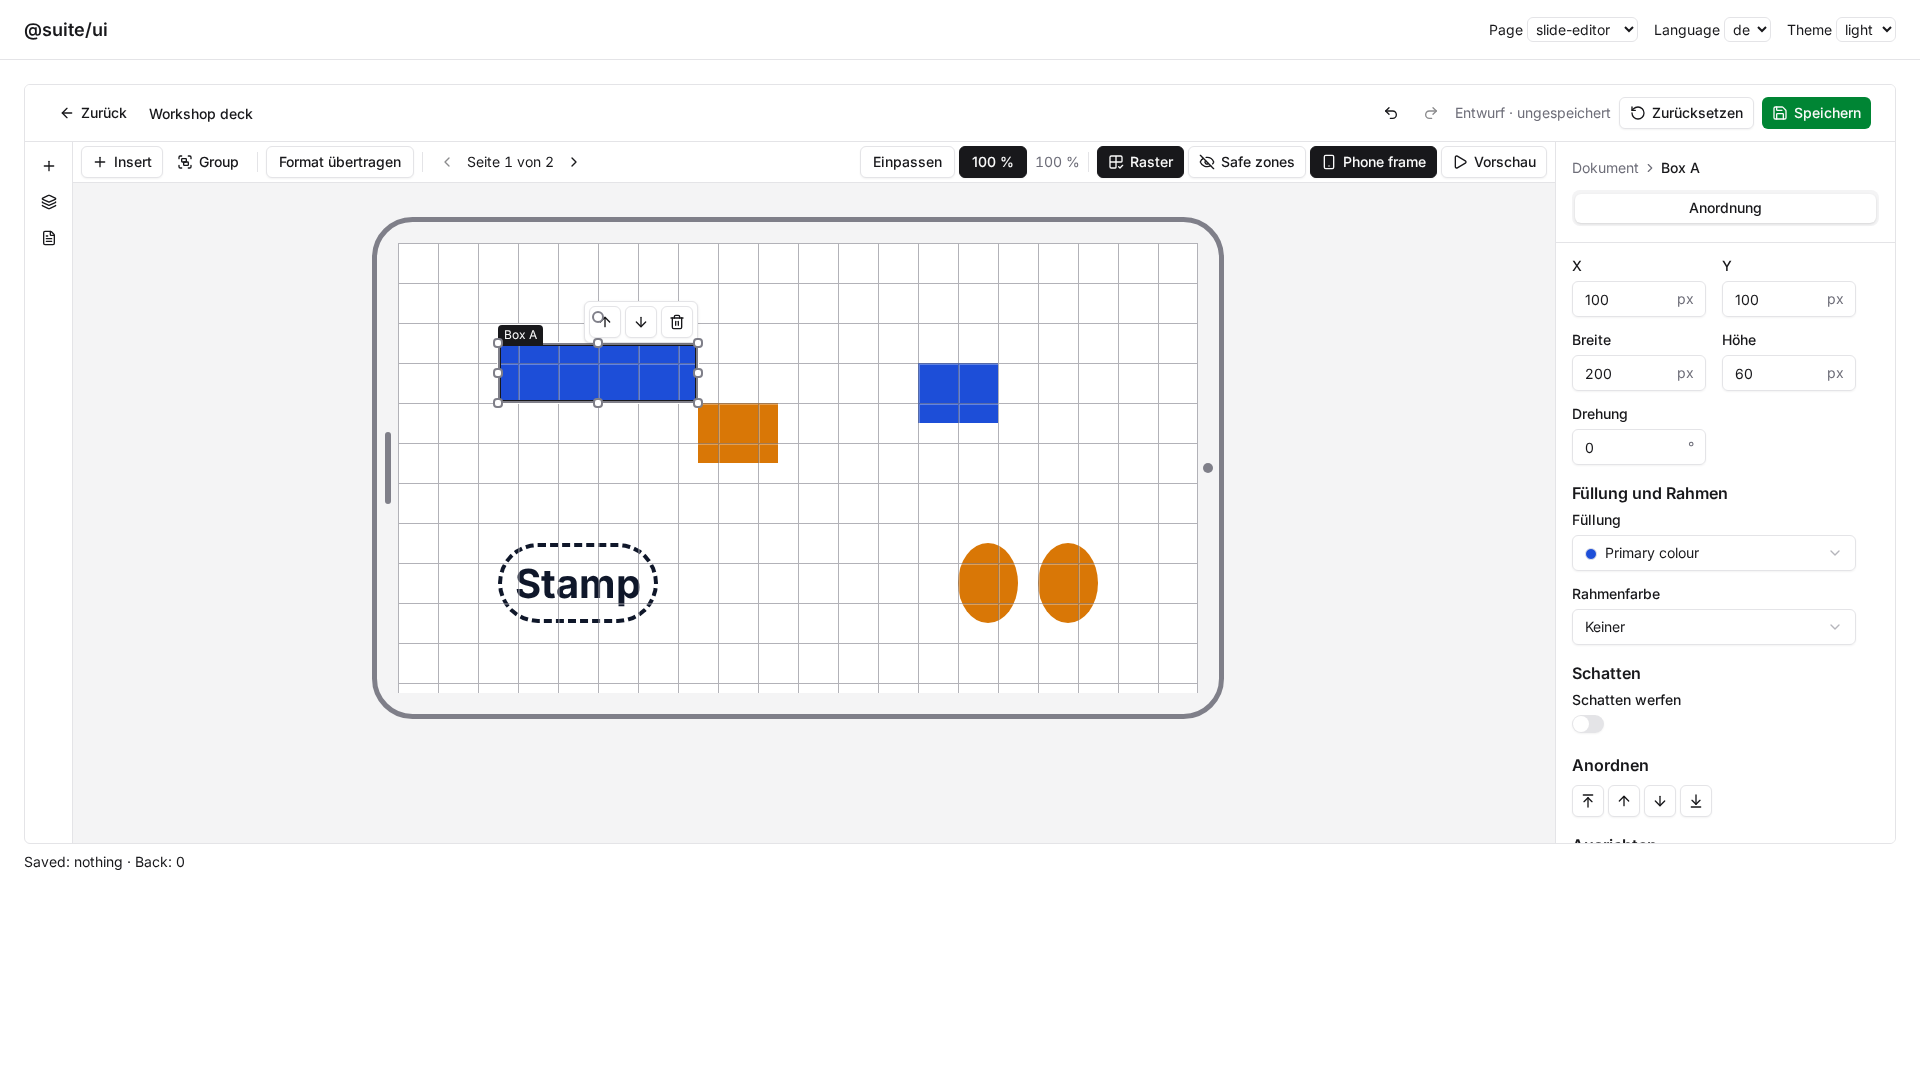 @suite/ui
Page slide-editor Language de Theme light
Zurück Workshop deck
Entwurf · ungespeichert Zurücksetzen Speichern
Insert Group Format übertragen Seite 1 von 2
Einpassen 100 % 100 % Raster Safe zones Phone frame Vorschau
Dokument Box A
Anordnung
X Y
100 px 100 px
Breite Höhe
200 px 60 px
Drehung
0 °
Füllung und Rahmen
Füllung
Primary colour
Rahmenfarbe
Keiner
Schatten
Schatten werfen
Anordnen
Box A
Stamp
Saved: nothing · Back: 0